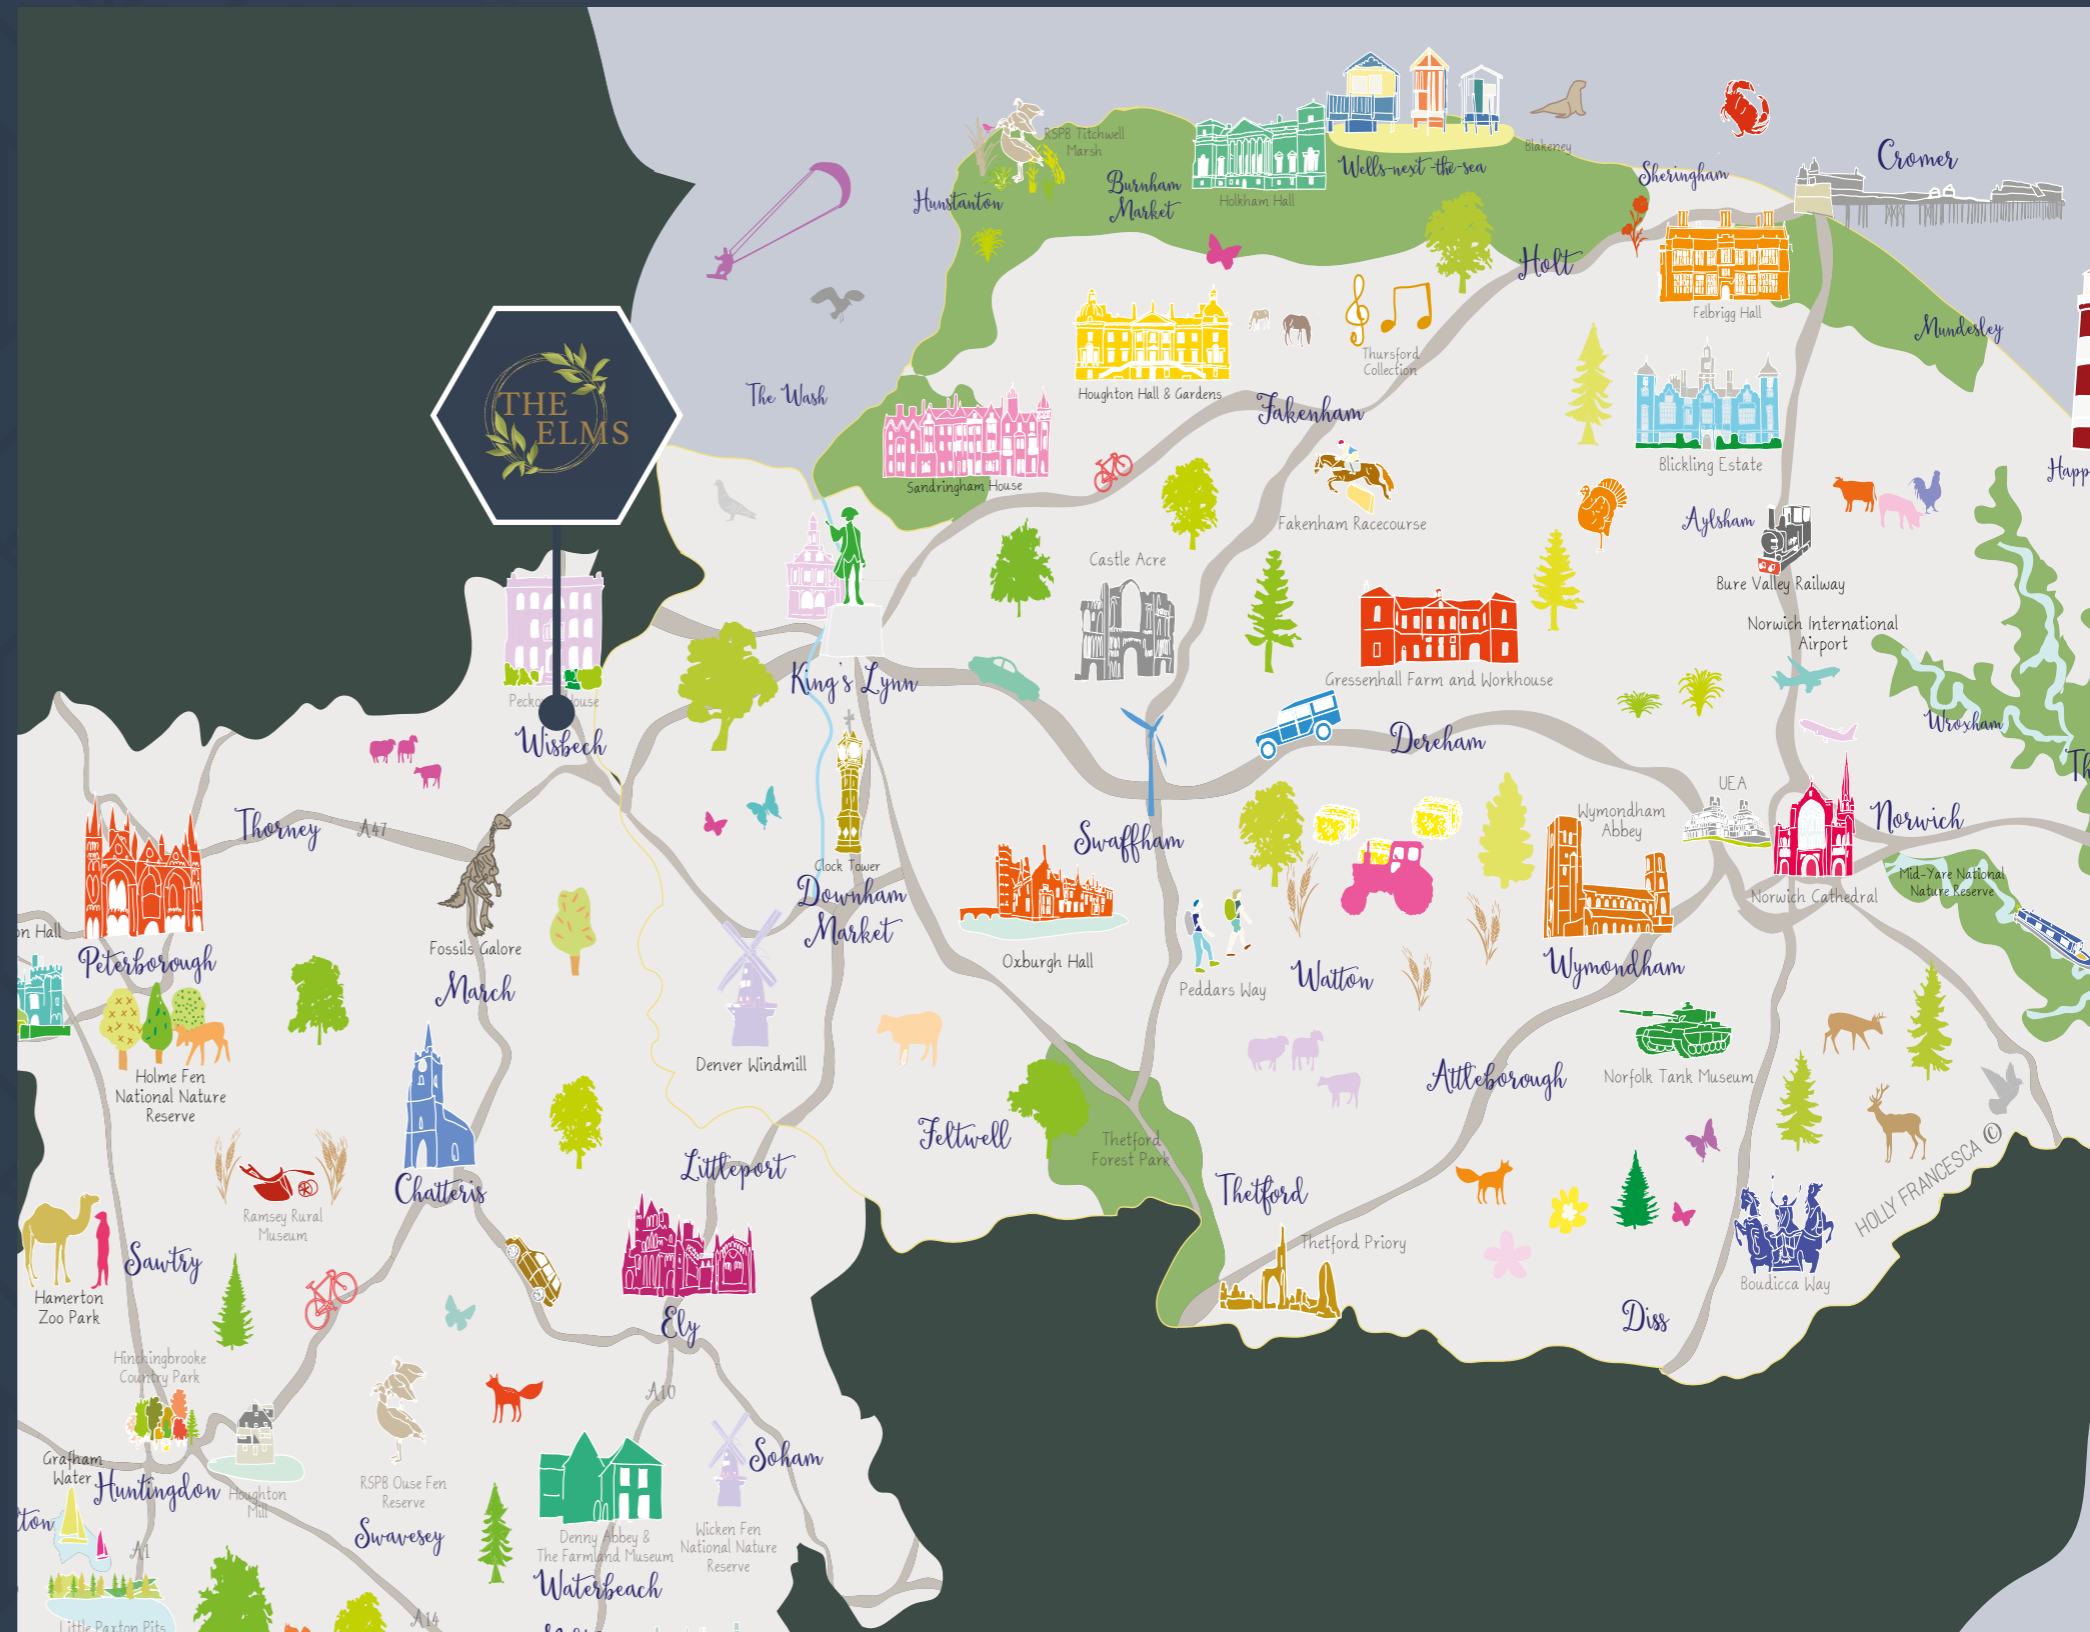 RSPB Titchwell
Marsh
Hunstanton
Burnham
Market
Holkham Hall
Wells-next-the-sea
Blakeney
Sheringham
Cromer
Holt
Felbrigg Hall
Mundesley
THE
ELMS
The Wash
Houghton Hall & Gardens
Thursford
Collection
Fakenham
Sandringham House
Fakenham Racecourse
Blickling Estate
Aylsham
Bure Valley Railway
Happ
Castle Acre
Norwich International
Airport
King's Lynn
Gressenhall Farm and Workhouse
Wroxham
Pecko ouse
Wisbech
Dereham
Th
Thorney
A47
Clock Tower
Downham
Market
Swaffham
UEA
Wymondham
Abbey
Norwich
Norwich Cathedral
Mid-Yare National
Nature Reserve
on Hall
Peterborough
Fossils Galore
March
Oxburgh Hall
Peddars Way
Watton
Wymondham
Holme Fen
National Nature
Reserve
Denver Windmill
Attleborough
Norfolk Tank Museum
Feltwell
Thetford
Forest Park
HOLLY FRANCESCA ©
Chatteris
Littleport
Thetford
Thetford Priory
Ramsey Rural
Museum
Sawtry
Hamerton
Zoo Park
Boudicca Way
Diss
Ely
Hinchingbrooke
Country Park
A10
Grafham
Water
Huntingdon
Houghton
Mill
RSPB Ouse Fen
Reserve
Soham
lton
Swavesey
Denny Abbey &
The Farmland Museum
Wicken Fen
National Nature
Reserve
A1
Waterbeach
Little Paxton Pits
A14